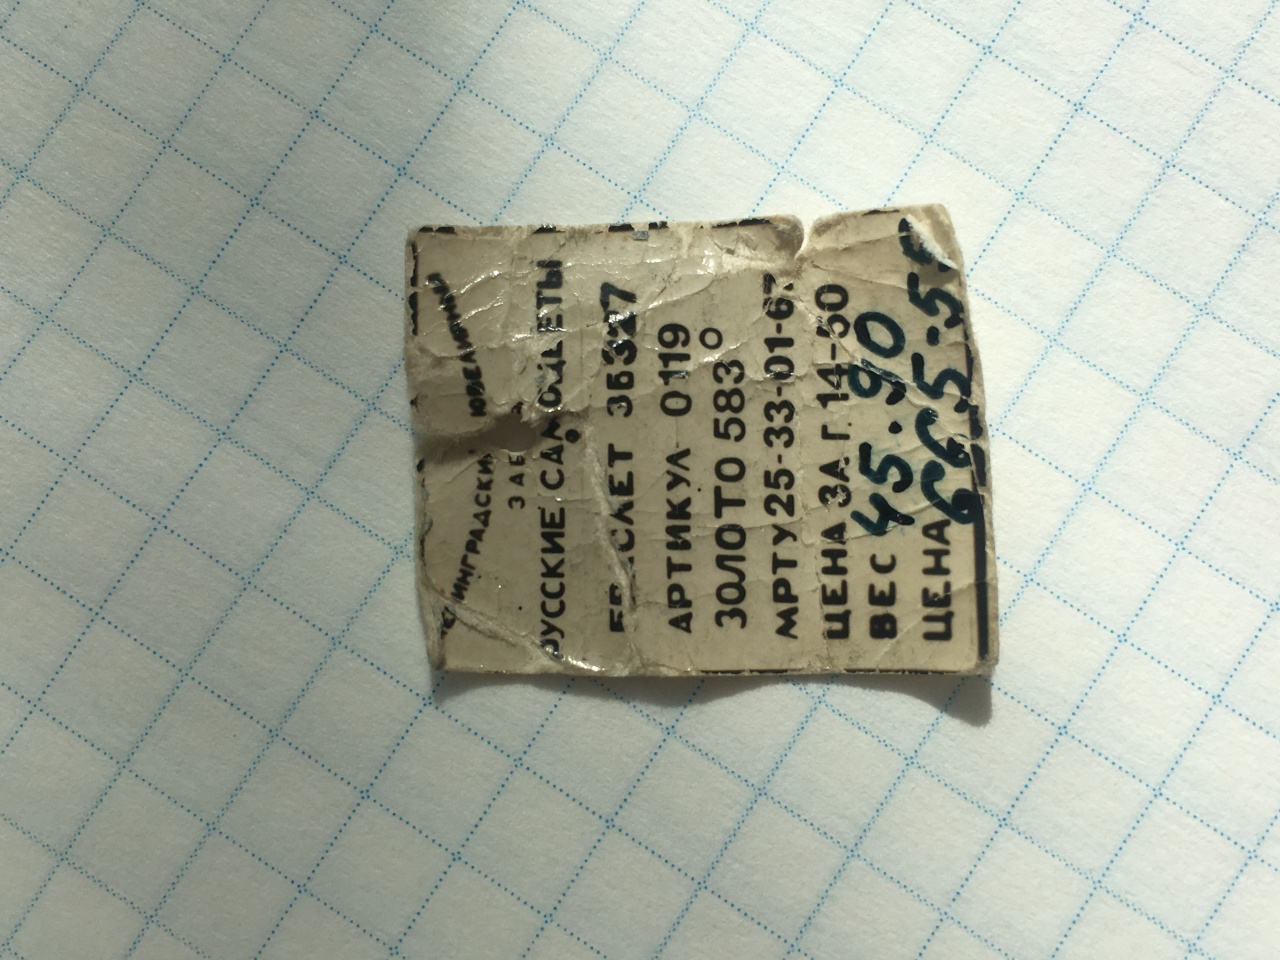 ЛЕНИНГРАДСКИЙ ЮВЕЛИРНЫЙ
ЗАВ
РУССКИЕ САМОЦВЕТЫ
БРАСЛЕТ 3Б327
АРТИКУЛ 0119
ЗОЛОТО 583°
МРТУ 25-33-01-67
ЦЕНА ЗА Г. 14-50
ВЕС 45.90
ЦЕНА 665-55